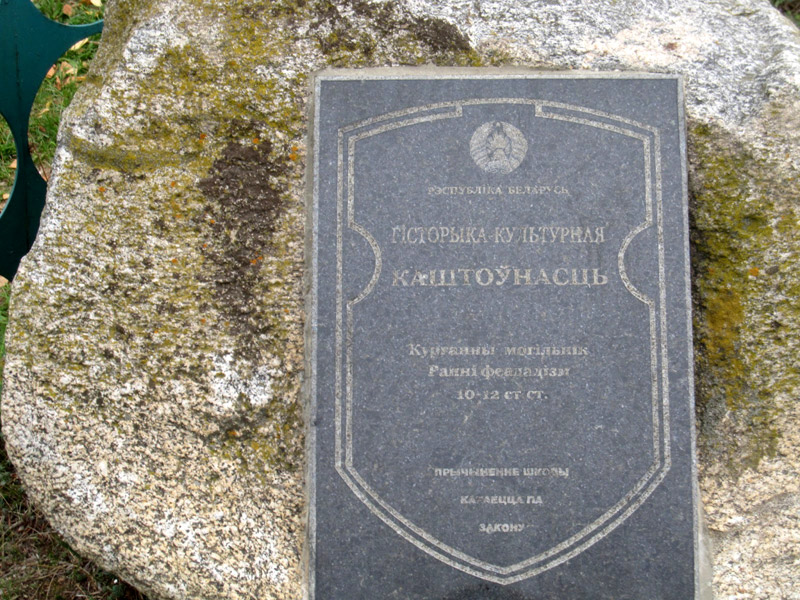 РЭСПУБЛІКА БЕЛАРУСЬ
ГІСТОРЫКА-КУЛЬТУРНАЯ
КАШТОЎНАСЦЬ
Курганны могільнік
Ранні феадалізм
10-12 ст.ст.
ПРЫЧЫНЕННЕ ШКОДЫ
КАРАЕЦЦА ПА
ЗАКОНУ